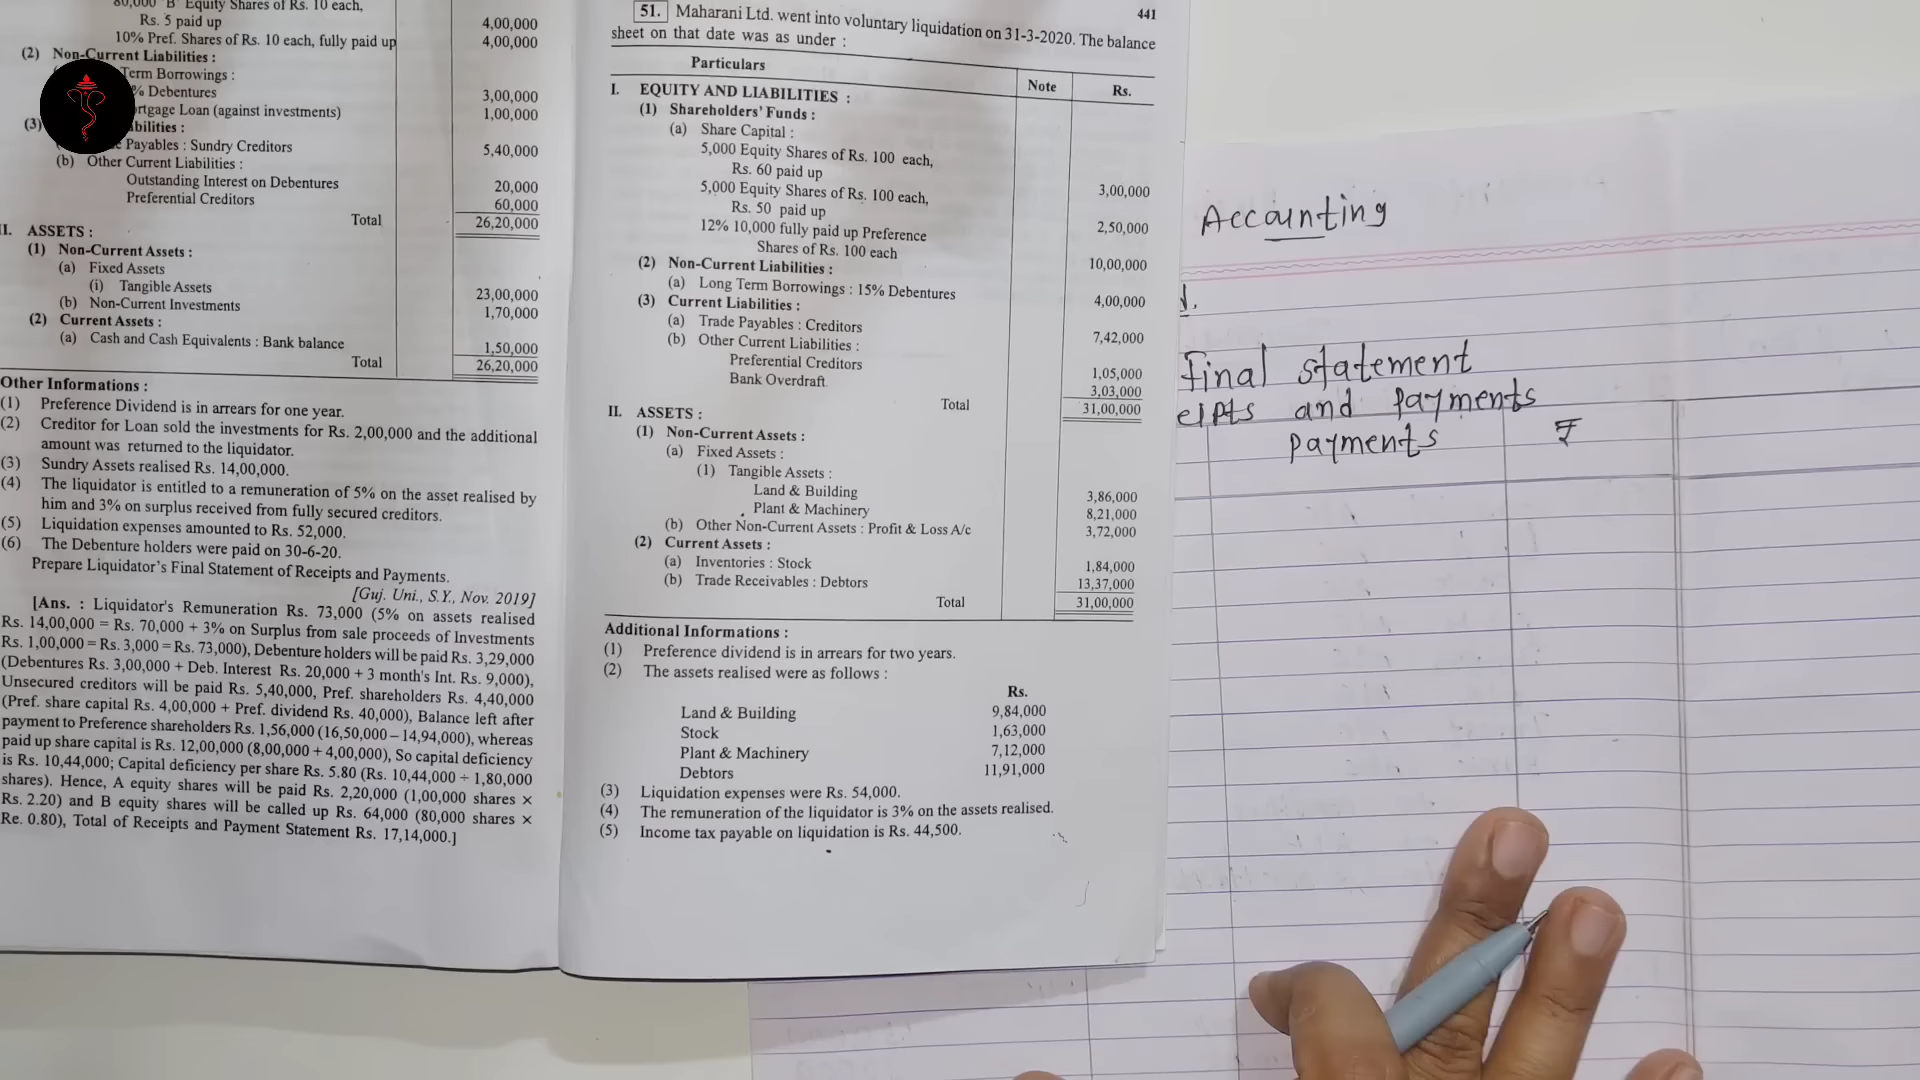 80,000 'B' Equity Shares of Rs. 10 each,
Rs. 5 paid up 4,00,000
10% Pref. Shares of Rs. 10 each, fully paid up 4,00,000
(2) Non-Current Liabilities :
Term Borrowings :
% Debentures 3,00,000
rtgage Loan (against investments) 1,00,000
(3) bilities :
Payables : Sundry Creditors 5,40,000
(b) Other Current Liabilities :
Outstanding Interest on Debentures 20,000
Preferential Creditors 60,000
Total 26,20,000
II. ASSETS :
(1) Non-Current Assets :
(a) Fixed Assets
(i) Tangible Assets 23,00,000
(b) Non-Current Investments 1,70,000
(2) Current Assets :
(a) Cash and Cash Equivalents : Bank balance 1,50,000
Total 26,20,000
Other Informations :
(1) Preference Dividend is in arrears for one year.
(2) Creditor for Loan sold the investments for Rs. 2,00,000 and the additional
amount was returned to the liquidator.
(3) Sundry Assets realised Rs. 14,00,000.
(4) The liquidator is entitled to a remuneration of 5% on the asset realised by
him and 3% on surplus received from fully secured creditors.
(5) Liquidation expenses amounted to Rs. 52,000.
(6) The Debenture holders were paid on 30-6-20.
Prepare Liquidator's Final Statement of Receipts and Payments.
[Guj. Uni., S.Y., Nov. 2019]
[Ans. : Liquidator's Remuneration Rs. 73,000 (5% on assets realised
Rs. 14,00,000 = Rs. 70,000 + 3% on Surplus from sale proceeds of Investments
Rs. 1,00,000 = Rs. 3,000 = Rs. 73,000), Debenture holders will be paid Rs. 3,29,000
(Debentures Rs. 3,00,000 + Deb. Interest Rs. 20,000 + 3 month's Int. Rs. 9,000),
Unsecured creditors will be paid Rs. 5,40,000, Pref. shareholders Rs. 4,40,000
(Pref. share capital Rs. 4,00,000 + Pref. dividend Rs. 40,000), Balance left after
payment to Preference shareholders Rs. 1,56,000 (16,50,000 – 14,94,000), whereas
paid up share capital is Rs. 12,00,000 (8,00,000 + 4,00,000), So capital deficiency
is Rs. 10,44,000; Capital deficiency per share Rs. 5.80 (Rs. 10,44,000 ÷ 1,80,000
shares). Hence, A equity shares will be paid Rs. 2,20,000 (1,00,000 shares ×
Rs. 2.20) and B equity shares will be called up Rs. 64,000 (80,000 shares ×
Re. 0.80), Total of Receipts and Payment Statement Rs. 17,14,000.]
441
51. Maharani Ltd. went into voluntary liquidation on 31-3-2020. The balance
sheet on that date was as under :
Particulars Note Rs.
I. EQUITY AND LIABILITIES :
(1) Shareholders' Funds :
(a) Share Capital :
5,000 Equity Shares of Rs. 100 each,
Rs. 60 paid up 3,00,000
5,000 Equity Shares of Rs. 100 each,
Rs. 50 paid up 2,50,000
12% 10,000 fully paid up Preference
Shares of Rs. 100 each 10,00,000
(2) Non-Current Liabilities :
(a) Long Term Borrowings : 15% Debentures 4,00,000
(3) Current Liabilities :
(a) Trade Payables : Creditors 7,42,000
(b) Other Current Liabilities :
Preferential Creditors 1,05,000
Bank Overdraft 3,03,000
Total 31,00,000
II. ASSETS :
(1) Non-Current Assets :
(a) Fixed Assets :
(1) Tangible Assets :
Land & Building 3,86,000
Plant & Machinery 8,21,000
(b) Other Non-Current Assets : Profit & Loss A/c 3,72,000
(2) Current Assets :
(a) Inventories : Stock 1,84,000
(b) Trade Receivables : Debtors 13,37,000
Total 31,00,000
Additional Informations :
(1) Preference dividend is in arrears for two years.
(2) The assets realised were as follows :
Rs.
Land & Building 9,84,000
Stock 1,63,000
Plant & Machinery 7,12,000
Debtors 11,91,000
(3) Liquidation expenses were Rs. 54,000.
(4) The remuneration of the liquidator is 3% on the assets realised.
(5) Income tax payable on liquidation is Rs. 44,500.
Accounting
d.
Final statement
eipts and payments
payments ₹